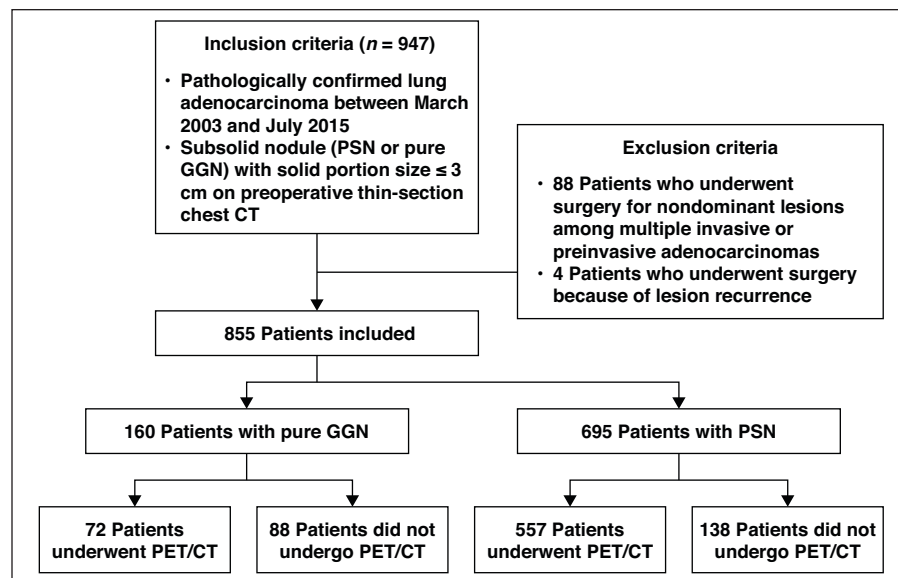 Inclusion criteria (n = 947)
• Pathologically confirmed lung
adenocarcinoma between March
2003 and July 2015
• Subsolid nodule (PSN or pure
GGN) with solid portion size ≤ 3
cm on preoperative thin-section
chest CT
Exclusion criteria
• 88 Patients who underwent
surgery for nondominant lesions
among multiple invasive or
preinvasive adenocarcinomas
• 4 Patients who underwent surgery
because of lesion recurrence
855 Patients included
160 Patients with pure GGN
695 Patients with PSN
72 Patients
underwent PET/CT
88 Patients did not
undergo PET/CT
557 Patients
underwent PET/CT
138 Patients did not
undergo PET/CT